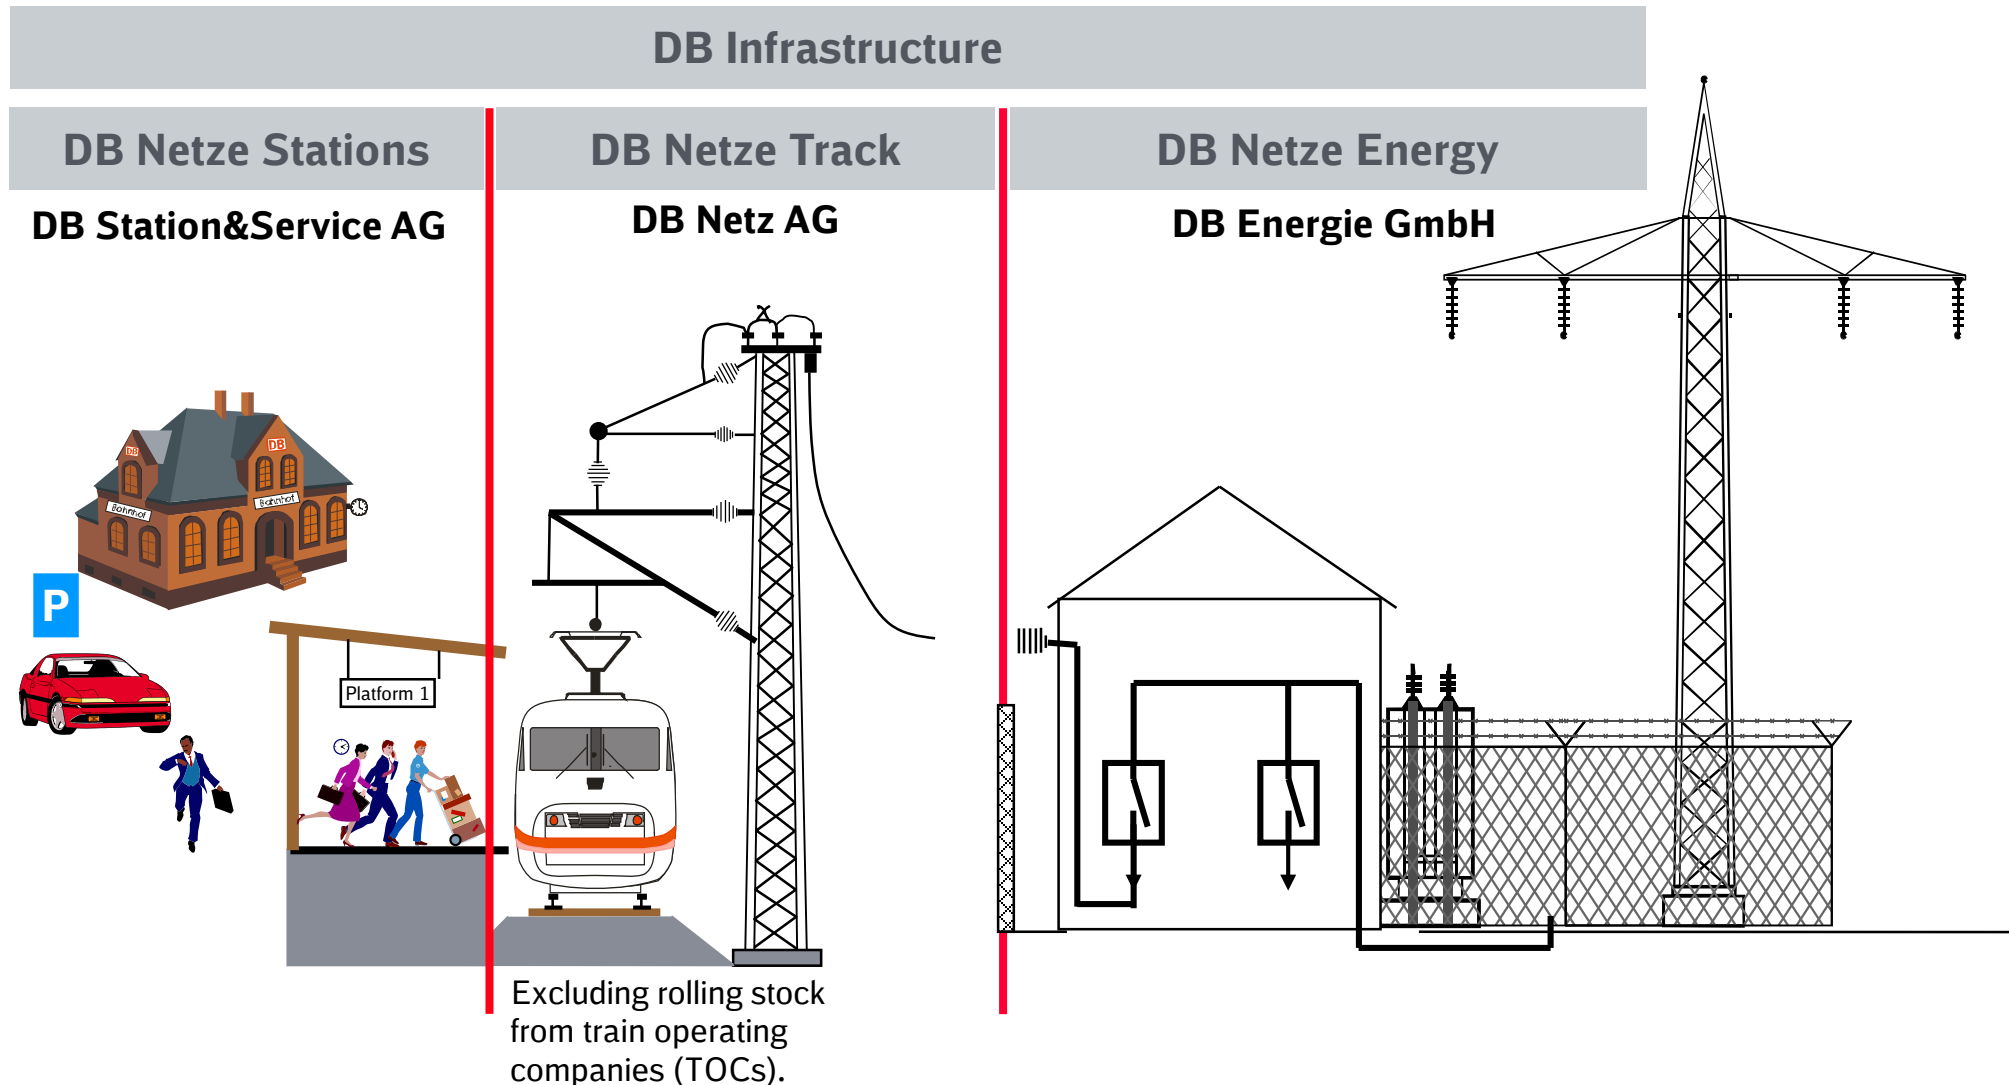 DB Infrastructure
DB Netze Stations
DB Netze Track
DB Netze Energy
DB Station&Service AG
DB Netz AG
DB Energie GmbH
DB
DB
Bahnhof
Bahnhof
P
Platform 1
Excluding rolling stock
from train operating
companies (TOCs).